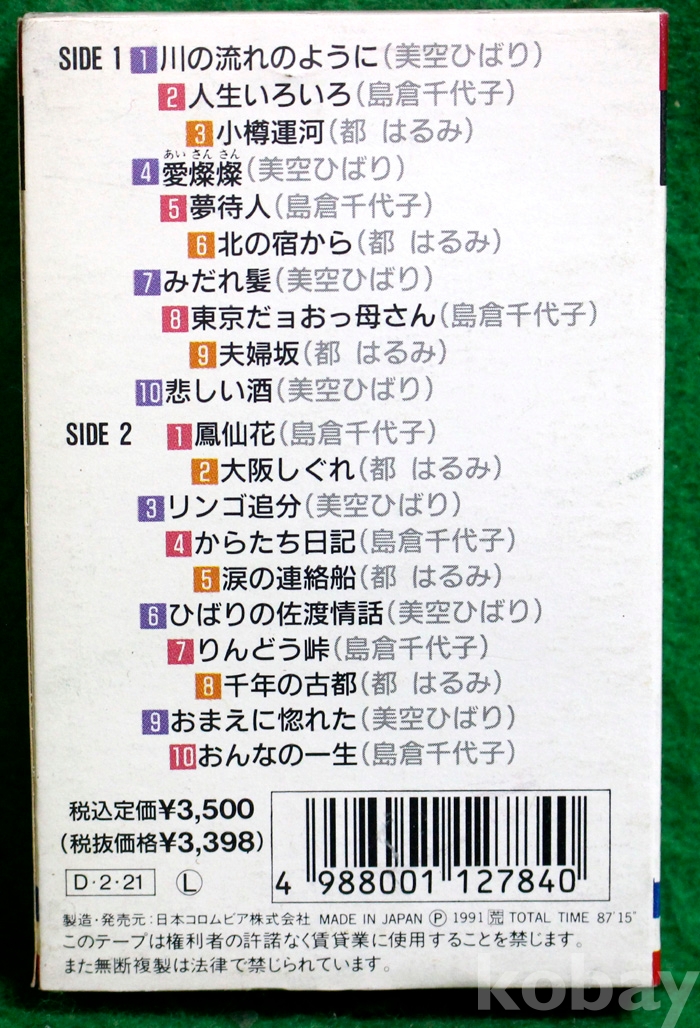 SIDE 1 1 川の流れのように(美空ひばり)
2 人生いろいろ(島倉千代子)
3 小樽運河(都 はるみ)
あい さん さん
4 愛燦燦(美空ひばり)
5 夢待人(島倉千代子)
6 北の宿から(都 はるみ)
7 みだれ髪(美空ひばり)
8 東京だョおっ母さん(島倉千代子)
9 夫婦坂(都 はるみ)
10 悲しい酒(美空ひばり)
SIDE 2 1 鳳仙花(島倉千代子)
2 大阪しぐれ(都 はるみ)
3 リンゴ追分(美空ひばり)
4 からたち日記(島倉千代子)
5 涙の連絡船(都 はるみ)
6 ひばりの佐渡情話(美空ひばり)
7 りんどう峠(島倉千代子)
8 千年の古都(都 はるみ)
9 おまえに惚れた(美空ひばり)
10 おんなの一生(島倉千代子)
税込定価¥3,500
(税抜価格¥3,398)
D・2・21 Ⓛ
4 988001 127840
製造・発売元:日本コロムビア株式会社 MADE IN JAPAN Ⓟ 1991 荒 TOTAL TIME 87'15"
このテープは権利者の許諾なく賃貸業に使用することを禁じます。
また無断複製は法律で禁じられています。
kobay